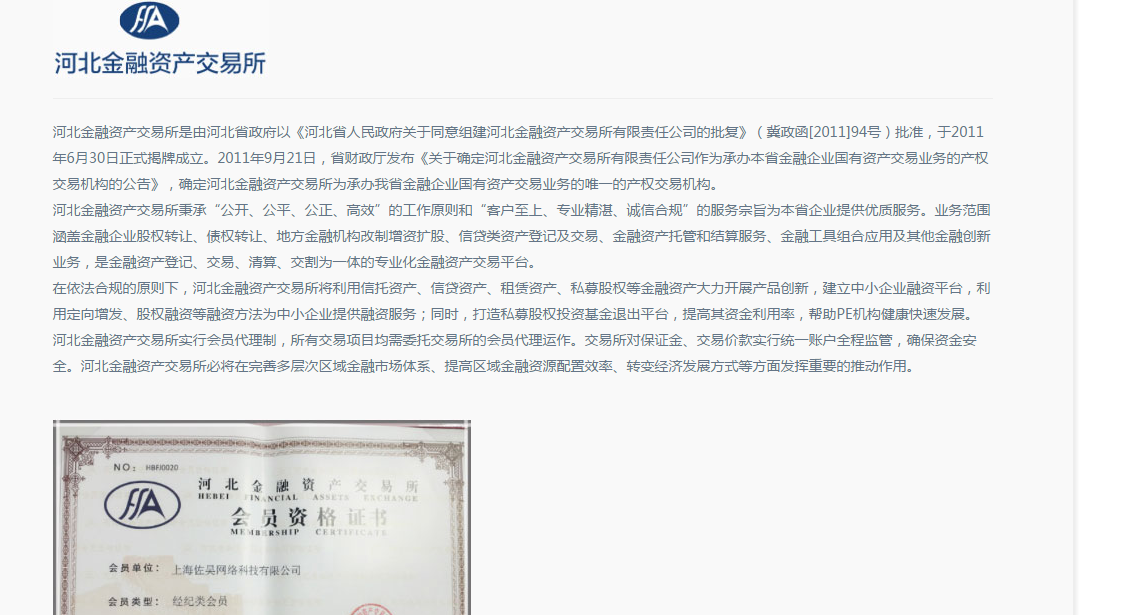 河北金融资产交易所
河北金融资产交易所是由河北省政府以《河北省人民政府关于同意组建河北金融资产交易所有限责任公司的批复》（冀政函[2011]94号）批准，于2011
年6月30日正式揭牌成立。2011年9月21日，省财政厅发布《关于确定河北金融资产交易所有限责任公司作为承办本省金融企业国有资产交易业务的产权
交易机构的公告》，确定河北金融资产交易所为承办我省金融企业国有资产交易业务的唯一的产权交易机构。
河北金融资产交易所秉承“公开、公平、公正、高效”的工作原则和“客户至上、专业精湛、诚信合规”的服务宗旨为本省企业提供优质服务。业务范围
涵盖金融企业股权转让、债权转让、地方金融机构改制增资扩股、信贷类资产登记及交易、金融资产托管和结算服务、金融工具组合应用及其他金融创新
业务，是金融资产登记、交易、清算、交割为一体的专业化金融资产交易平台。
在依法合规的原则下，河北金融资产交易所将利用信托资产、信贷资产、租赁资产、私募股权等金融资产大力开展产品创新，建立中小企业融资平台，利
用定向增发、股权融资等融资方法为中小企业提供融资服务；同时，打造私募股权投资基金退出平台，提高其资金利用率，帮助PE机构健康快速发展。
河北金融资产交易所实行会员代理制，所有交易项目均需委托交易所的会员代理运作。交易所对保证金、交易价款实行统一账户全程监管，确保资金安
全。河北金融资产交易所必将在完善多层次区域金融市场体系、提高区域金融资源配置效率、转变经济发展方式等方面发挥重要的推动作用。
NO: HBFJ0020
河北金融资产交易所
HEBEI FINANCIAL ASSETS EXCHANGE
会员资格证书
MEMBERSHIP CERTIFICATE
会员单位： 上海佐昊网络科技有限公司
会员类型： 经纪类会员